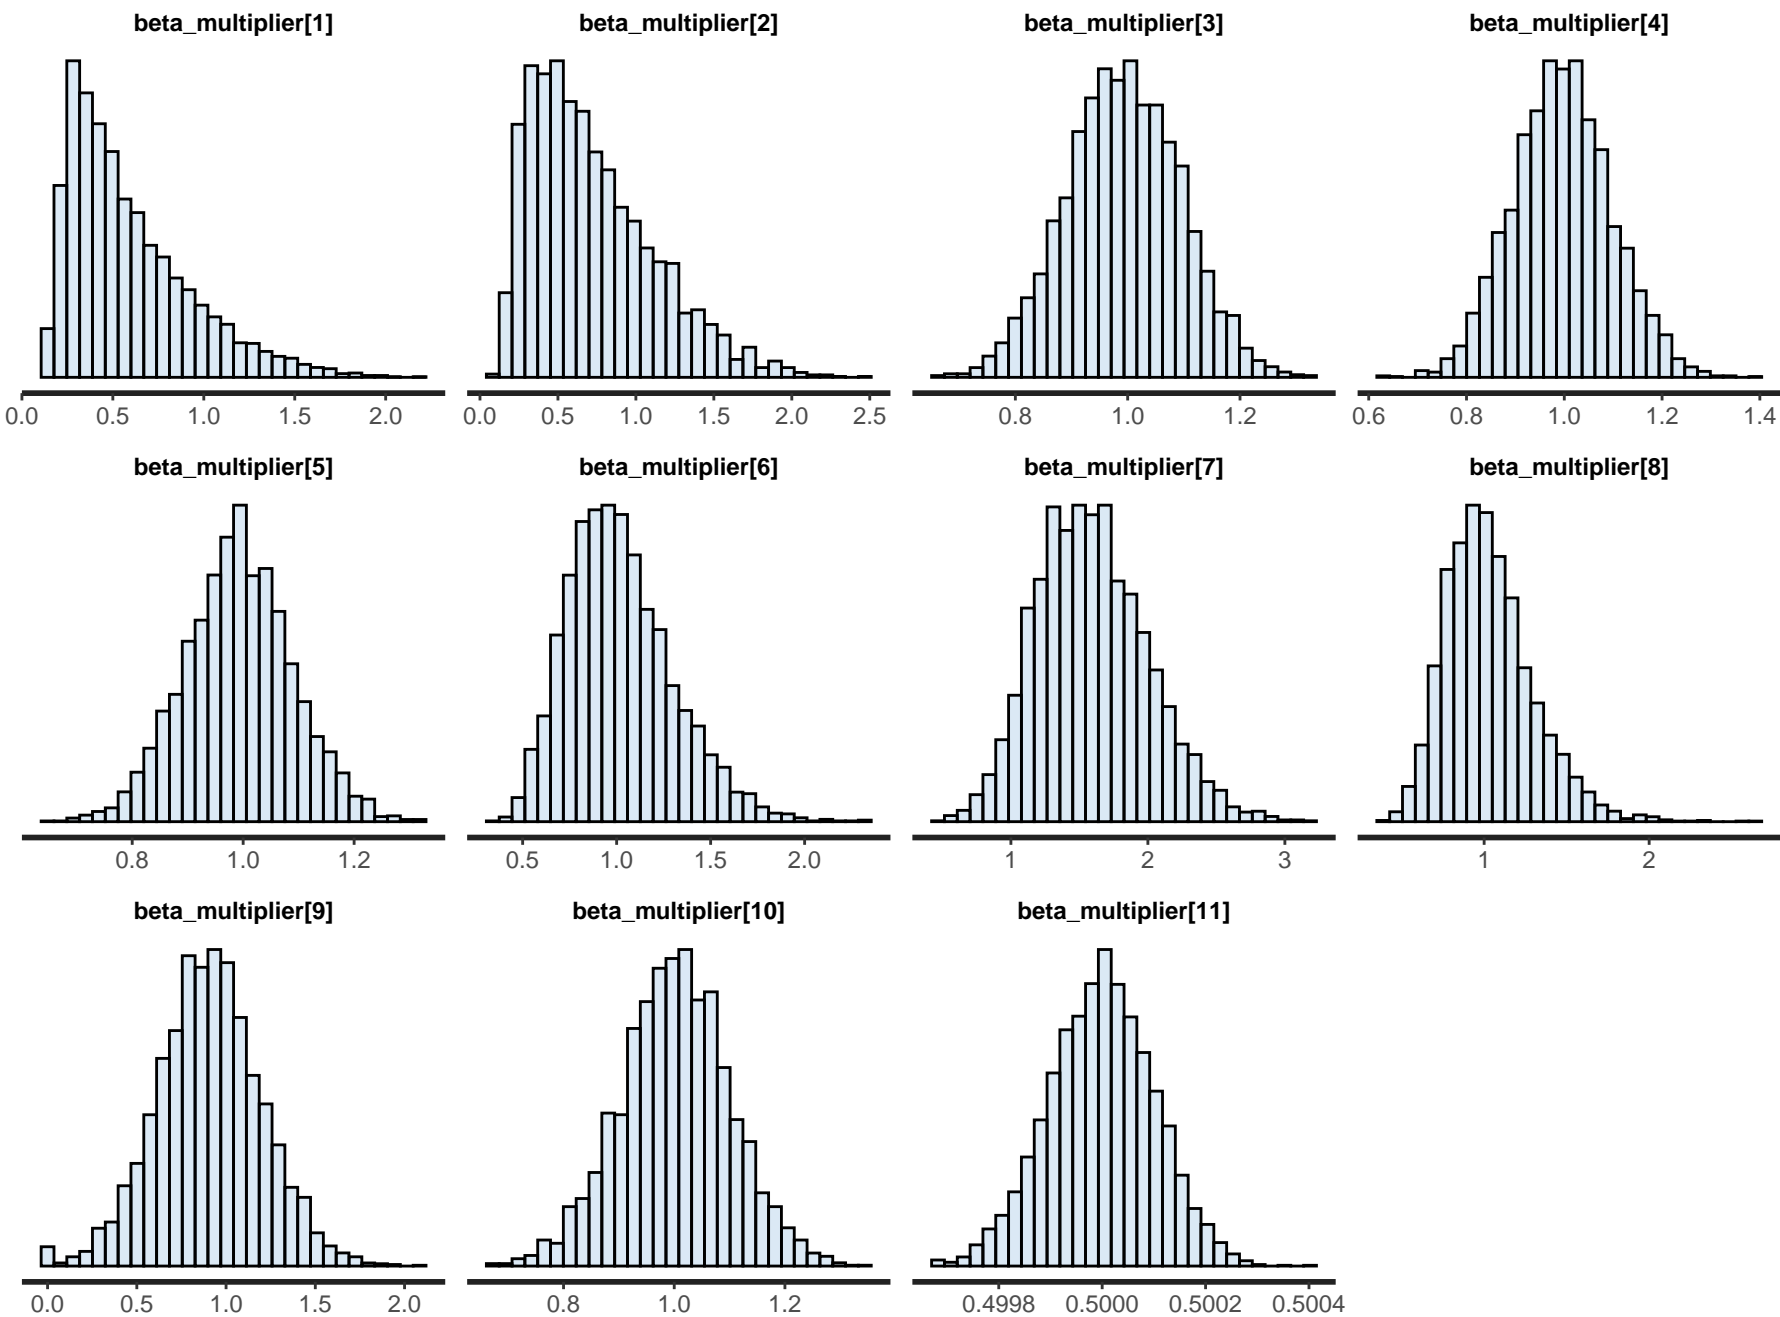 beta_multiplier[1] beta_multiplier[2] beta_multiplier[3] beta_multiplier[4]
0.0 0.5 1.0 1.5 2.0 0.0 0.5 1.0 1.5 2.0 2.5 0.8 1.0 1.2 0.6 0.8 1.0 1.2 1.4
beta_multiplier[5] beta_multiplier[6] beta_multiplier[7] beta_multiplier[8]
0.8 1.0 1.2 0.5 1.0 1.5 2.0 1 2 3 1 2
beta_multiplier[9] beta_multiplier[10] beta_multiplier[11]
0.0 0.5 1.0 1.5 2.0 0.8 1.0 1.2 0.4998 0.5000 0.5002 0.5004